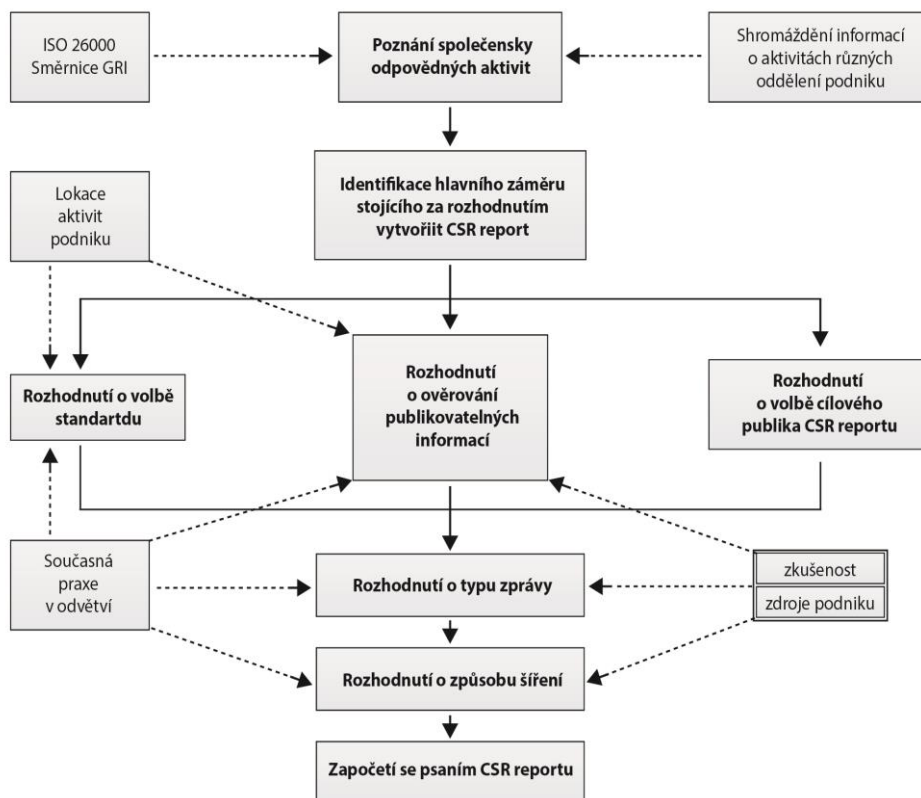 ISO 26000
Směrnice GRI
Poznání společensky
odpovědných aktivit
Shromáždění informací
o aktivitách různých
oddělení podniku
Identifikace hlavního záměru
stojícího za rozhodnutím
vytvořiit CSR report
Lokace
aktivit
podniku
Rozhodnutí o volbě
standartdu
Rozhodnutí
o ověrování
publikovatelných
informací
Rozhodnutí
o volbě cílového
publika CSR reportu
Současná
praxe
v odvětví
Rozhodnutí o typu zprávy
zkušenost
zdroje podniku
Rozhodnutí o způsobu šíření
Započetí se psaním CSR reportu